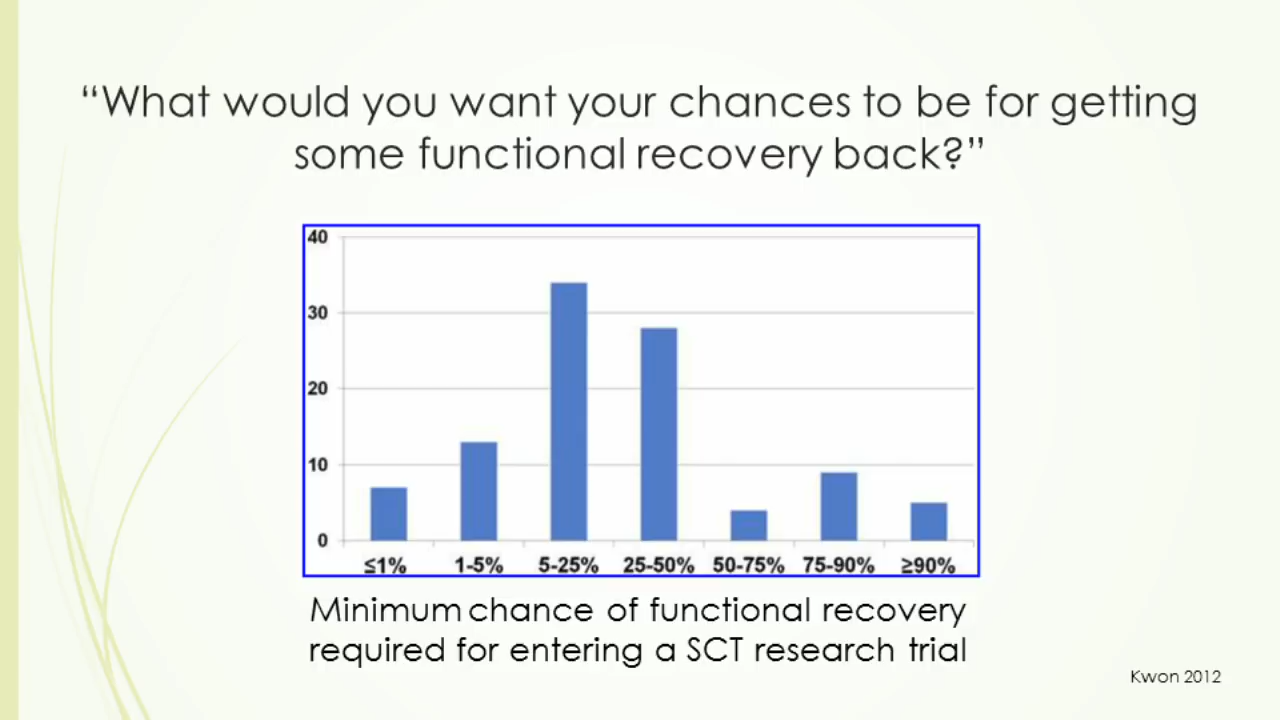 “What would you want your chances to be for getting
some functional recovery back?”
40
30
20
10
0
≤1% 1-5% 5-25% 25-50% 50-75% 75-90% ≥90%
Minimum chance of functional recovery
required for entering a SCT research trial
Kwon 2012